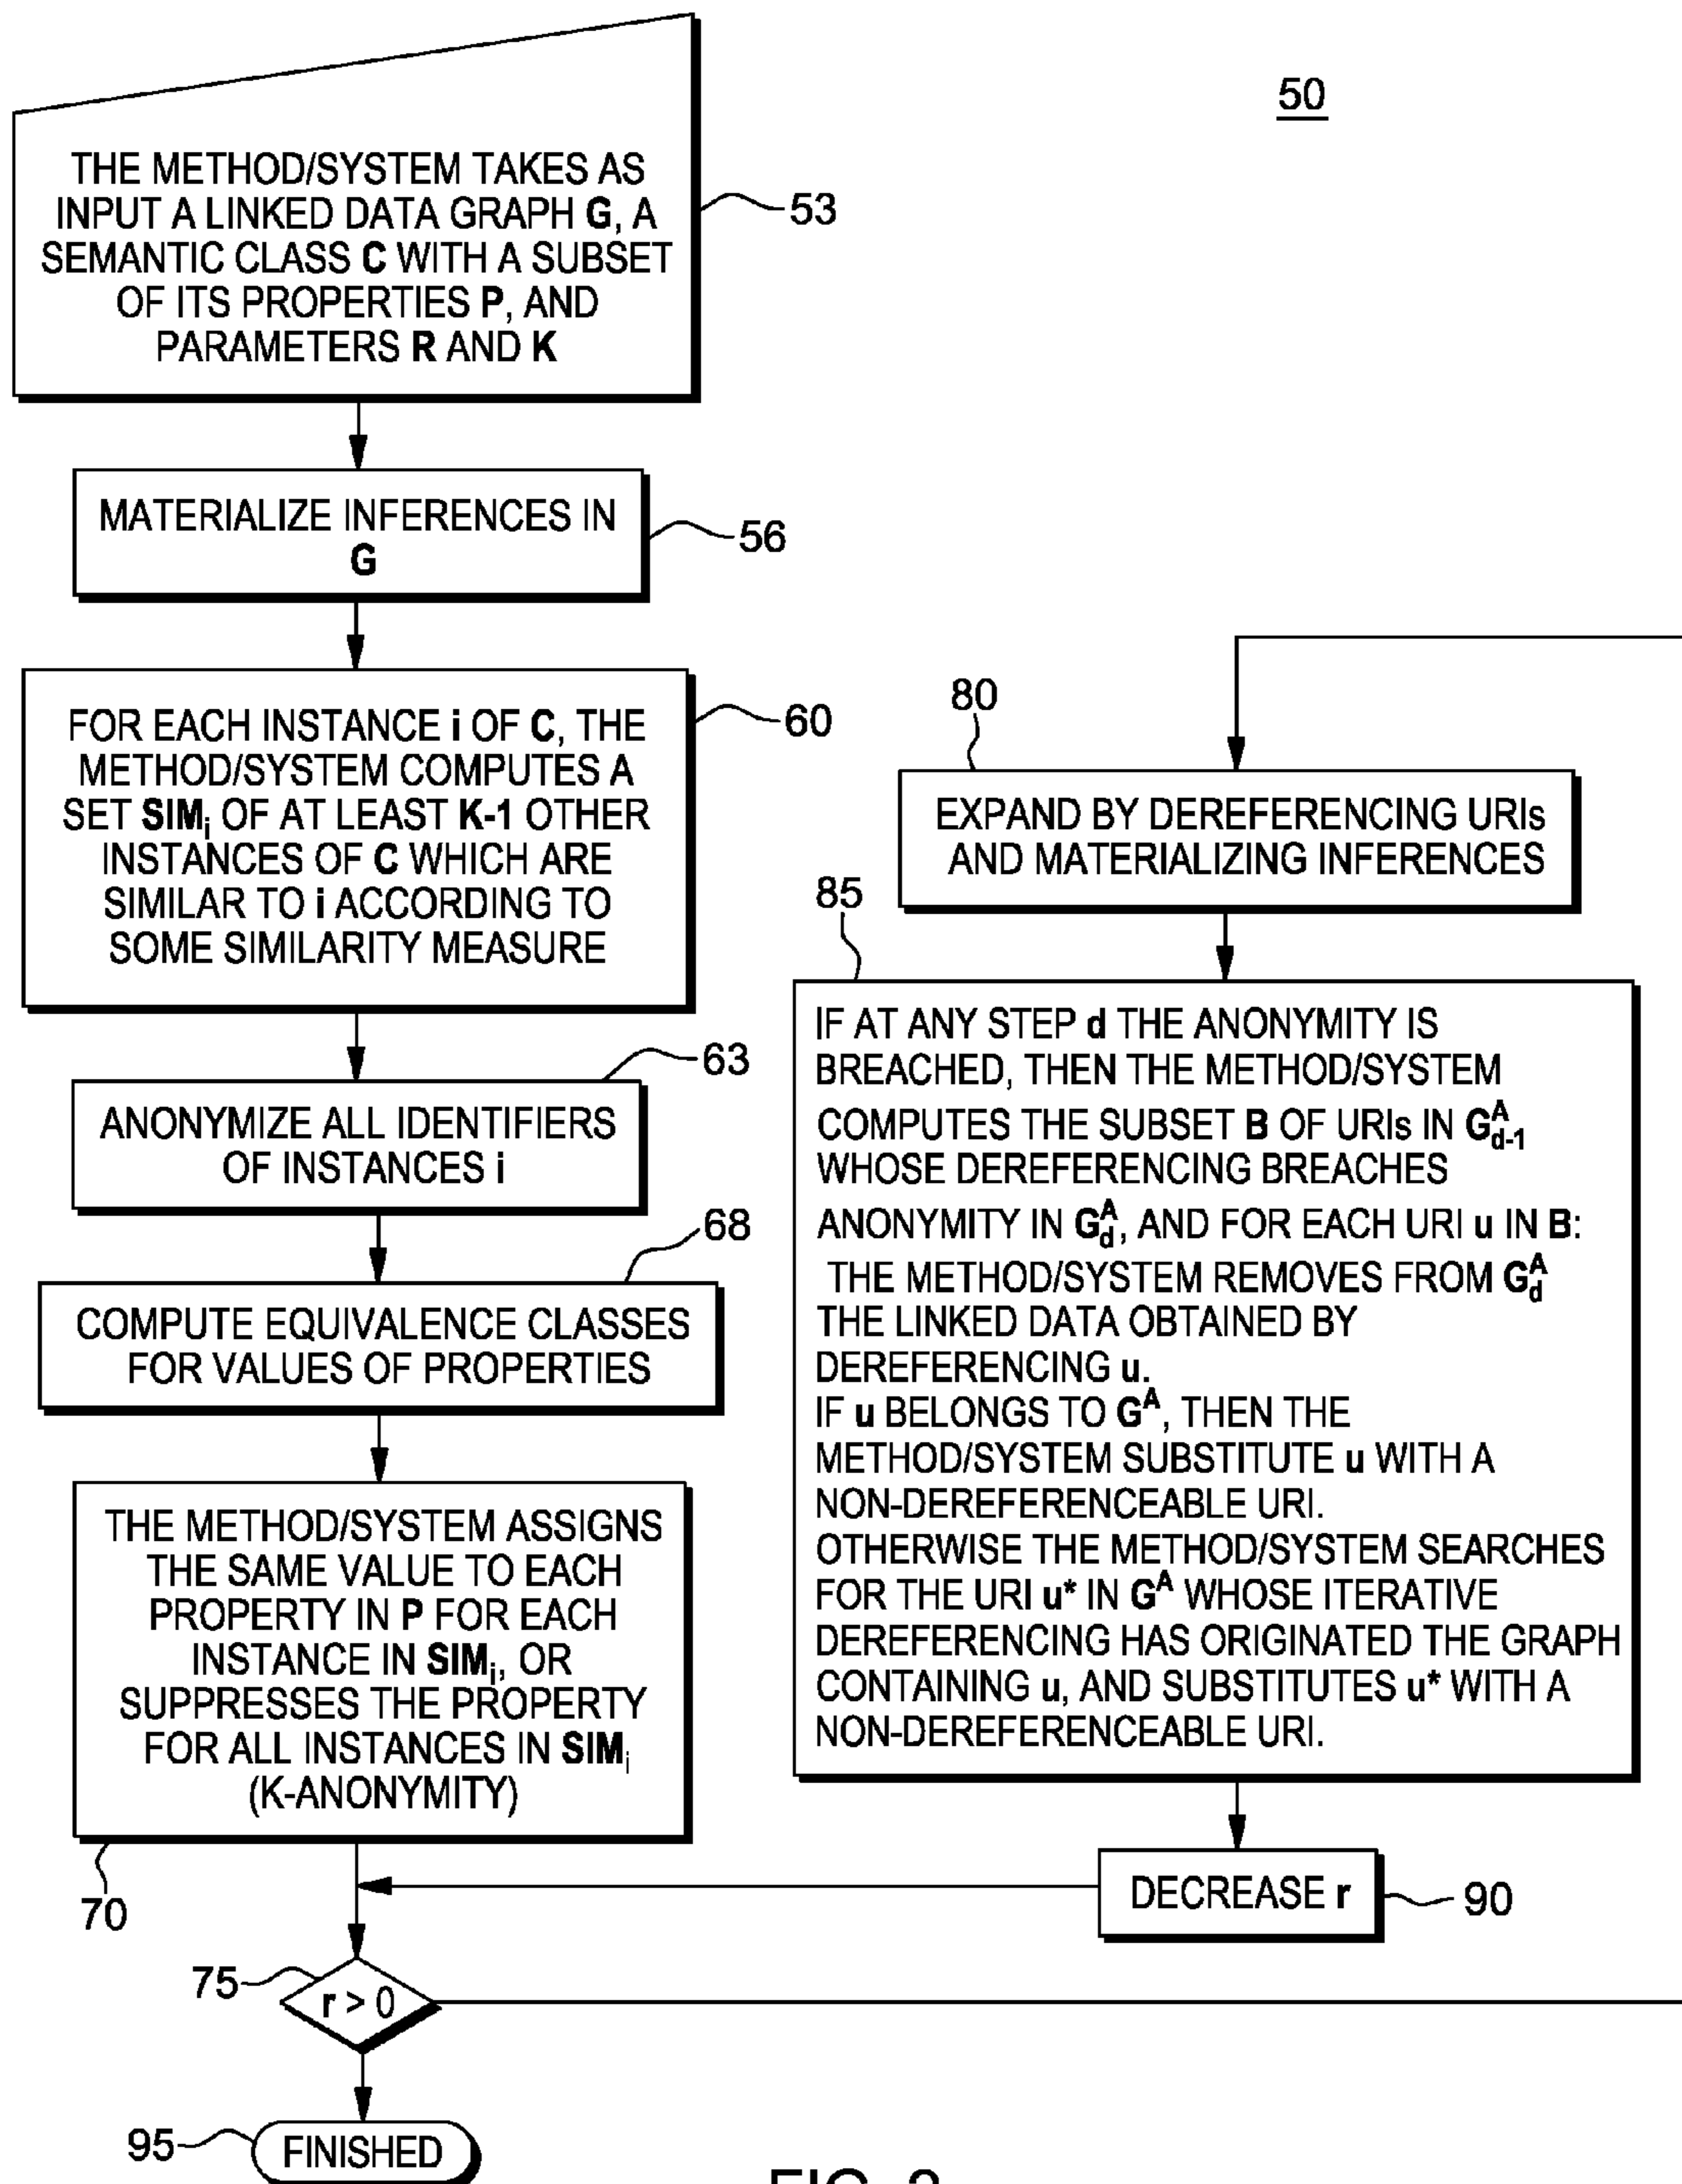 50
THE METHOD/SYSTEM TAKES AS
INPUT A LINKED DATA GRAPH G, A
SEMANTIC CLASS C WITH A SUBSET
OF ITS PROPERTIES P, AND
PARAMETERS R AND K
53
MATERIALIZE INFERENCES IN
G
56
FOR EACH INSTANCE i OF C, THE
METHOD/SYSTEM COMPUTES A
SET SIMi OF AT LEAST K-1 OTHER
INSTANCES OF C WHICH ARE
SIMILAR TO i ACCORDING TO
SOME SIMILARITY MEASURE
60
ANONYMIZE ALL IDENTIFIERS
OF INSTANCES i
63
COMPUTE EQUIVALENCE CLASSES
FOR VALUES OF PROPERTIES
68
THE METHOD/SYSTEM ASSIGNS
THE SAME VALUE TO EACH
PROPERTY IN P FOR EACH
INSTANCE IN SIMi, OR
SUPPRESSES THE PROPERTY
FOR ALL INSTANCES IN SIMi
(K-ANONYMITY)
70
75
r > 0
80
EXPAND BY DEREFERENCING URIs
AND MATERIALIZING INFERENCES
85
IF AT ANY STEP d THE ANONYMITY IS
BREACHED, THEN THE METHOD/SYSTEM
COMPUTES THE SUBSET B OF URIs IN G^A_d-1
WHOSE DEREFERENCING BREACHES
ANONYMITY IN G^A_d, AND FOR EACH URI u IN B:
THE METHOD/SYSTEM REMOVES FROM G^A_d
THE LINKED DATA OBTAINED BY
DEREFERENCING u.
IF u BELONGS TO G^A, THEN THE
METHOD/SYSTEM SUBSTITUTE u WITH A
NON-DEREFERENCEABLE URI.
OTHERWISE THE METHOD/SYSTEM SEARCHES
FOR THE URI u* IN G^A WHOSE ITERATIVE
DEREFERENCING HAS ORIGINATED THE GRAPH
CONTAINING u, AND SUBSTITUTES u* WITH A
NON-DEREFERENCEABLE URI.
DECREASE r
90
95
FINISHED